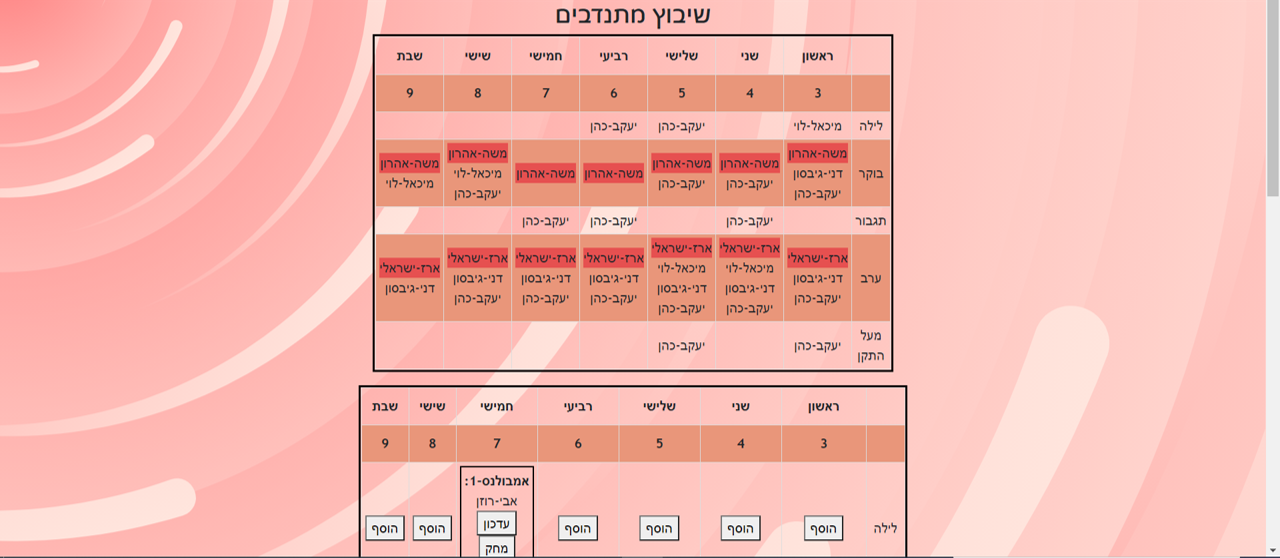 שיבוץ מתנדבים
ראשון שני שלישי רביעי חמישי שישי שבת
3 4 5 6 7 8 9
לילה מיכאל-לוי יעקב-כהן יעקב-כהן
משה-אהרון משה-אהרון משה-אהרון משה-אהרון משה-אהרון משה-אהרון משה-אהרון
בוקר דני-גיבסון יעקב-כהן יעקב-כהן מיכאל-לוי מיכאל-לוי
יעקב-כהן יעקב-כהן
תגבור יעקב-כהן יעקב-כהן יעקב-כהן
ארז-ישראלי ארז-ישראלי ארז-ישראלי ארז-ישראלי ארז-ישראלי ארז-ישראלי ארז-ישראלי
ערב דני-גיבסון מיכאל-לוי מיכאל-לוי דני-גיבסון דני-גיבסון דני-גיבסון דני-גיבסון
יעקב-כהן דני-גיבסון דני-גיבסון יעקב-כהן יעקב-כהן יעקב-כהן
יעקב-כהן יעקב-כהן
מעל
התקן יעקב-כהן יעקב-כהן
ראשון שני שלישי רביעי חמישי שישי שבת
3 4 5 6 7 8 9
אמבולנס-1:
אבי-רוזן
לילה הוסף הוסף הוסף הוסף עדכון הוסף הוסף
מחק